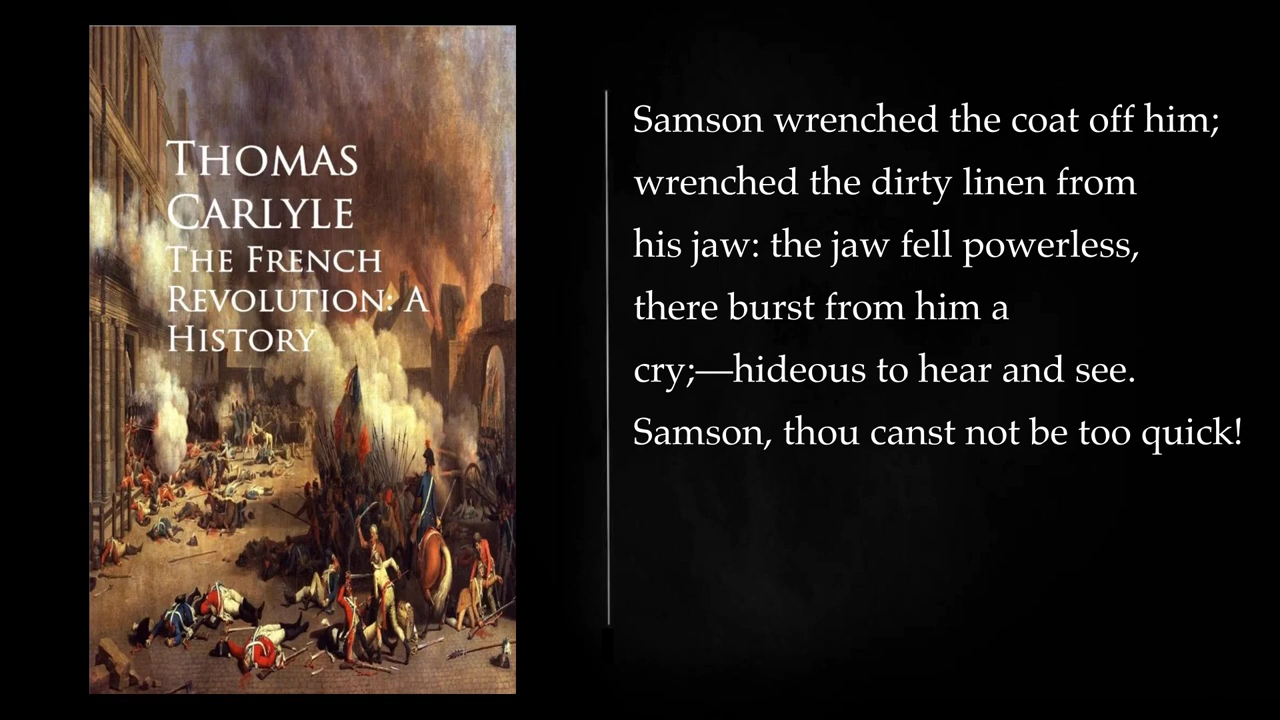 THOMAS
CARLYLE
THE FRENCH
REVOLUTION: A
HISTORY
Samson wrenched the coat off him;
wrenched the dirty linen from
his jaw: the jaw fell powerless,
there burst from him a
cry;—hideous to hear and see.
Samson, thou canst not be too quick!